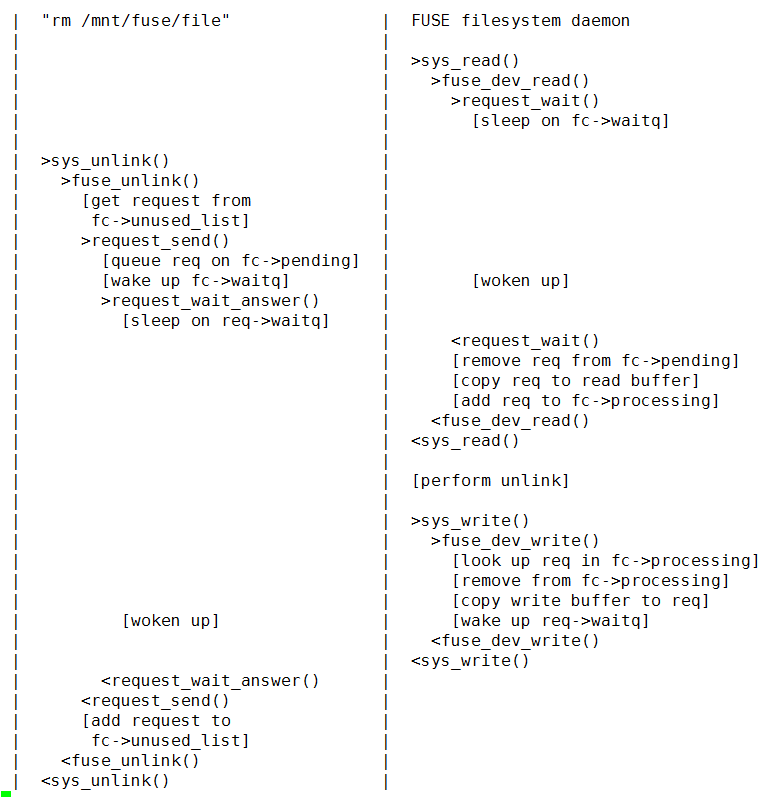 |  "rm /mnt/fuse/file"               |  FUSE filesystem daemon
|                                    |
|                                    |  >sys_read()
|                                    |    >fuse_dev_read()
|                                    |      >request_wait()
|                                    |        [sleep on fc->waitq]
|                                    |
|  >sys_unlink()                     |
|    >fuse_unlink()                  |
|      [get request from             |
|       fc->unused_list]             |
|      >request_send()               |
|        [queue req on fc->pending]  |
|        [wake up fc->waitq]         |        [woken up]
|        >request_wait_answer()      |
|          [sleep on req->waitq]     |
|                                    |      <request_wait()
|                                    |      [remove req from fc->pending]
|                                    |      [copy req to read buffer]
|                                    |      [add req to fc->processing]
|                                    |    <fuse_dev_read()
|                                    |  <sys_read()
|                                    |
|                                    |  [perform unlink]
|                                    |
|                                    |  >sys_write()
|                                    |    >fuse_dev_write()
|                                    |      [look up req in fc->processing]
|                                    |      [remove from fc->processing]
|                                    |      [copy write buffer to req]
|          [woken up]                |      [wake up req->waitq]
|                                    |    <fuse_dev_write()
|                                    |  <sys_write()
|        <request_wait_answer()      |
|      <request_send()               |
|      [add request to               |
|       fc->unused_list]             |
|    <fuse_unlink()                  |
|  <sys_unlink()                     |